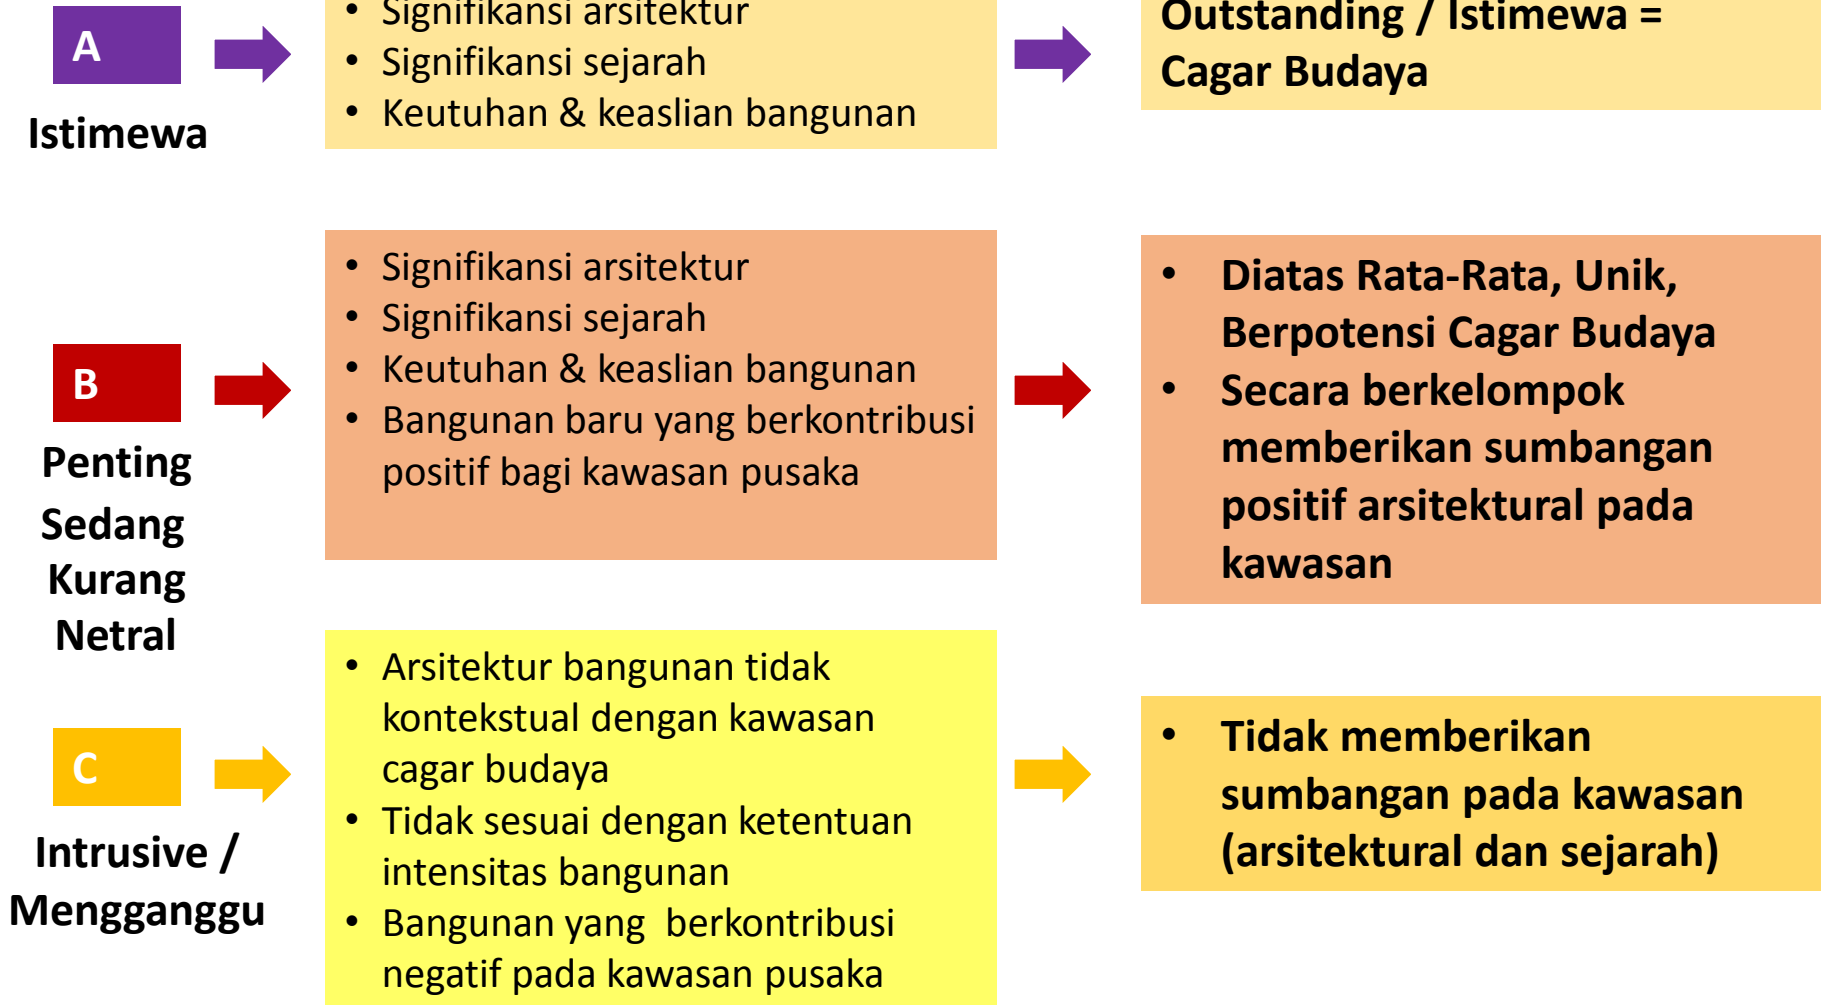 A
Istimewa
• Signifikansi arsitektur
• Signifikansi sejarah
• Keutuhan & keaslian bangunan
Outstanding / Istimewa =
Cagar Budaya
B
Penting
Sedang
Kurang
Netral
• Signifikansi arsitektur
• Signifikansi sejarah
• Keutuhan & keaslian bangunan
• Bangunan baru yang berkontribusi
positif bagi kawasan pusaka
• Diatas Rata-Rata, Unik,
Berpotensi Cagar Budaya
• Secara berkelompok
memberikan sumbangan
positif arsitektural pada
kawasan
C
Intrusive /
Mengganggu
• Arsitektur bangunan tidak
kontekstual dengan kawasan
cagar budaya
• Tidak sesuai dengan ketentuan
intensitas bangunan
• Bangunan yang  berkontribusi
negatif pada kawasan pusaka
• Tidak memberikan
sumbangan pada kawasan
(arsitektural dan sejarah)